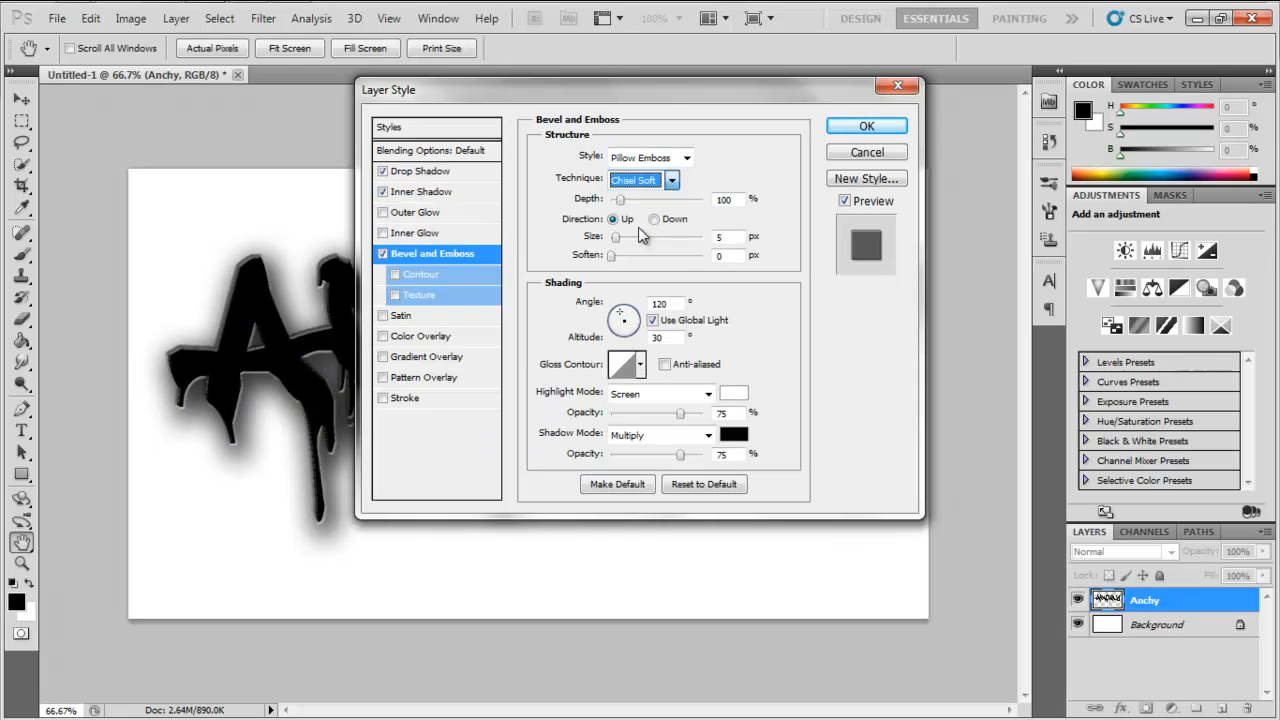 Ps File Edit Image Layer Select Filter Analysis 3D View Window Help Br Mb 100% DESIGN ESSENTIALS PAINTING CS Live
Scroll All Windows Actual Pixels Fit Screen Fill Screen Print Size
Untitled-1 @ 66.7% (Anchy, RGB/8) *
Layer Style
Styles
Blending Options: Default
Drop Shadow
Inner Shadow
Outer Glow
Inner Glow
Bevel and Emboss
Contour
Texture
Satin
Color Overlay
Gradient Overlay
Pattern Overlay
Stroke
Bevel and Emboss
Structure
Style: Pillow Emboss
Technique: Chisel Soft
Depth: 100 %
Direction: Up Down
Size: 5 px
Soften: 0 px
Shading
Angle: 120 °
Use Global Light
Altitude: 30 °
Gloss Contour: Anti-aliased
Highlight Mode: Screen
Opacity: 75 %
Shadow Mode: Multiply
Opacity: 75 %
Make Default Reset to Default
OK
Cancel
New Style...
Preview
COLOR SWATCHES STYLES
H 0 °
S 0 %
B 0 %
ADJUSTMENTS MASKS
Add an adjustment
Levels Presets
Curves Presets
Exposure Presets
Hue/Saturation Presets
Black & White Presets
Channel Mixer Presets
Selective Color Presets
LAYERS CHANNELS PATHS
Normal Opacity: 100%
Lock: Fill: 100%
Anchy
Background
66.67% Doc: 2.64M/890.0K